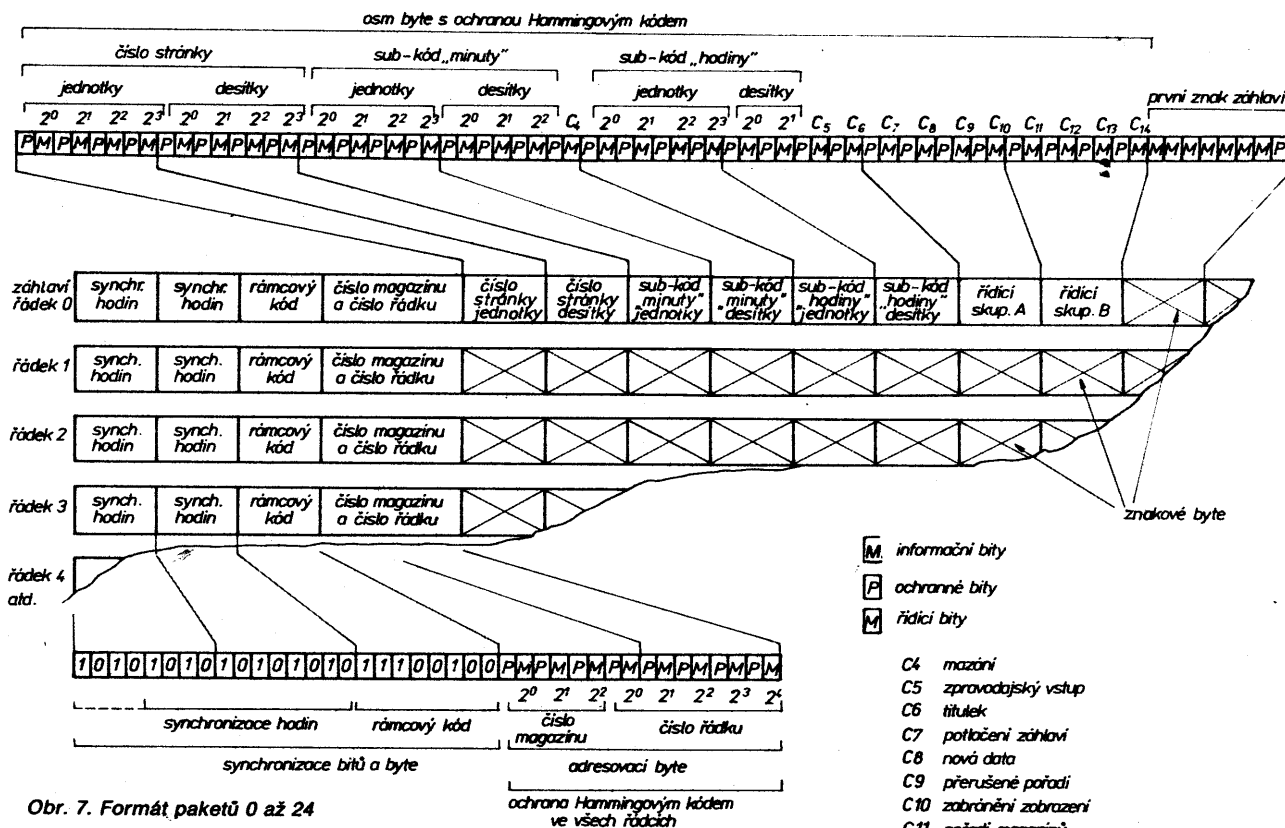 osm byte s ochranou Hammingovým kódem
číslo stránky
sub-kód „minuty"
sub-kód „hodiny"
jednotky desítky jednotky desítky jednotky desítky první znak záhlaví
2⁰ 2¹ 2² 2³ 2⁰ 2¹ 2² 2³ 2⁰ 2¹ 2² 2³ 2⁰ 2¹ 2² C₄ 2⁰ 2¹ 2² 2³ 2⁰ 2¹ C₅ C₆ C₇ C₈ C₉ C₁₀ C₁₁ C₁₂ C₁₃ C₁₄
P M P M P M P M P M P M P M P M P M P M P M P M P M P M P M P M P M P M P M P M P M P M P M P M P M P M P M P M P M P M P M P M M M M M M M M P
záhlaví řádek 0
synchr. hodin
synchr. hodin
rámcový kód
číslo magazínu a číslo řádku
číslo stránky jednotky
číslo stránky desítky
sub-kód "minuty" jednotky
sub-kód "minuty" desítky
sub-kód "hodiny" jednotky
sub-kód "hodiny" desítky
řídicí skup. A
řídicí skup. B
řádek 1
synch. hodin
synch. hodin
rámcový kód
číslo magazínu a číslo řádku
řádek 2
synch. hodin
synch. hodin
rámcový kód
číslo magazínu a číslo řádku
řádek 3
synch. hodin
synch. hodin
rámcový kód
číslo magazínu a číslo řádku
znakové byte
řádek 4
atd.
M informační bity
P ochranné bity
M řídicí bity
1 0 1 0 1 0 1 0 1 0 1 0 1 0 1 0 1 1 1 0 0 1 0 0 P M P M P M P M P M P M P M P M
2⁰ 2¹ 2² 2⁰ 2¹ 2² 2³ 2⁴
synchronizace hodin
rámcový kód
číslo magazínu
číslo řádku
synchronizace bitů a byte
adresovací byte
ochrana Hammingovým kódem
ve všech řádcích
C4 mazání
C5 zpravodajský vstup
C6 titulek
C7 potlačení záhlaví
C8 nová data
C9 přerušené pořadí
C10 zabránění zobrazení
C11 pořadí magazínů
Obr. 7. Formát paketů 0 až 24